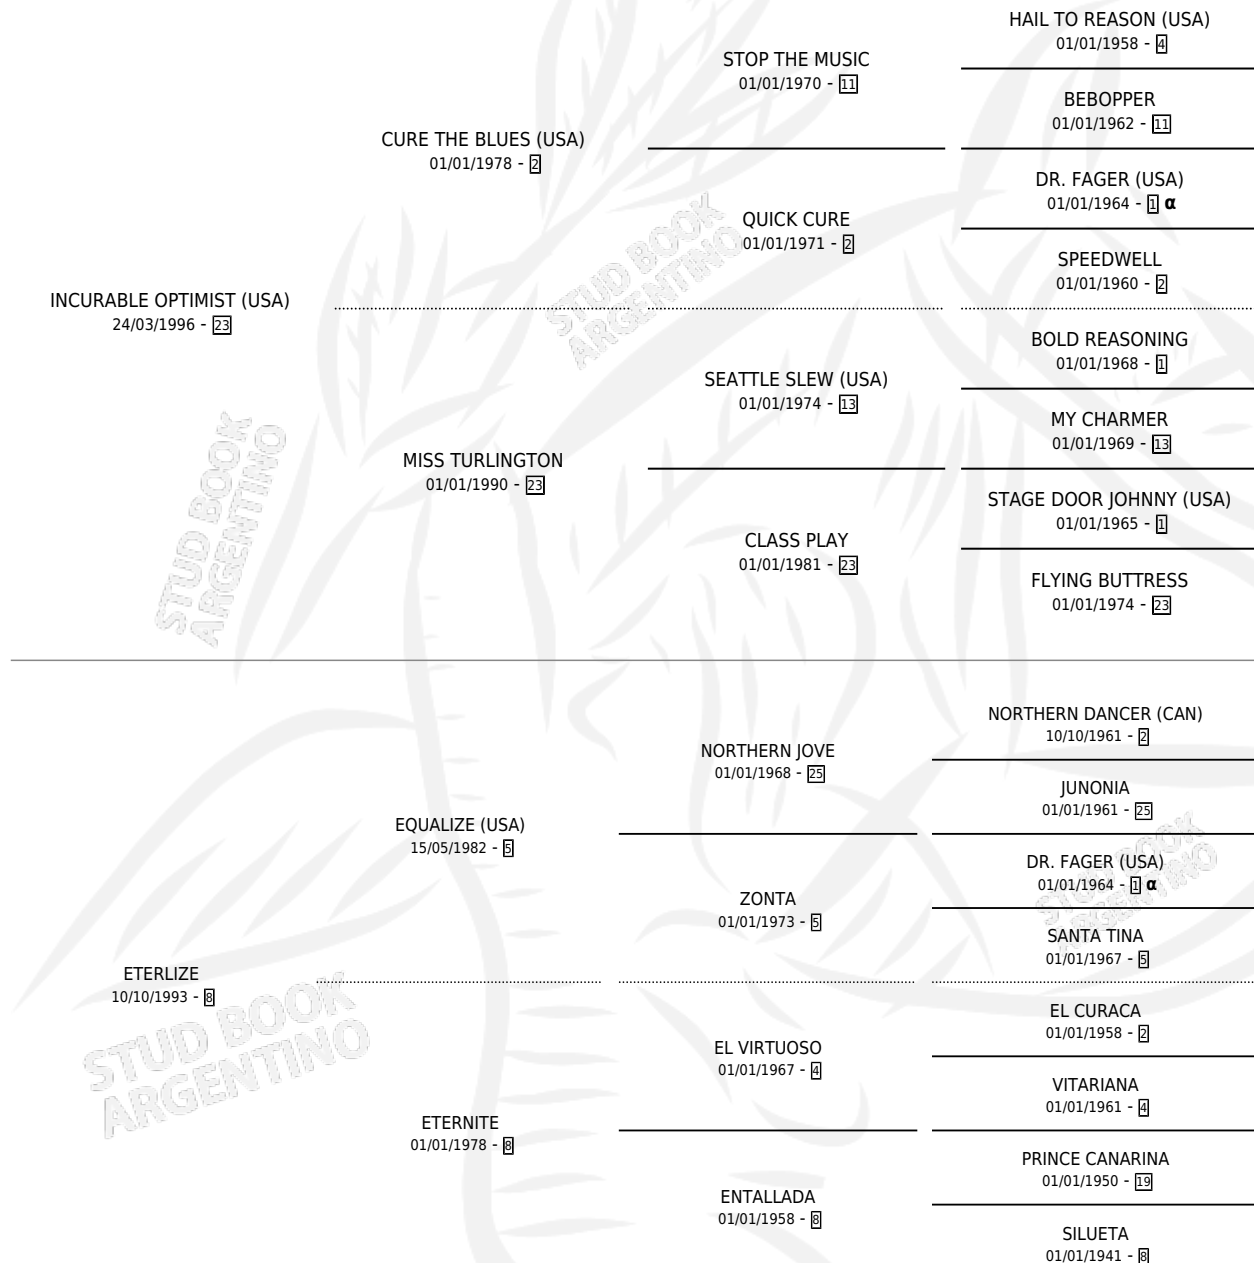 HAIL TO REASON (USA)
01/01/1958 - 4
STOP THE MUSIC
01/01/1970 - 11
BEBOPPER
01/01/1962 - 11
CURE THE BLUES (USA)
01/01/1978 - 2
DR. FAGER (USA)
01/01/1964 - 1 α
QUICK CURE
01/01/1971 - 2
SPEEDWELL
01/01/1960 - 2
INCURABLE OPTIMIST (USA)
24/03/1996 - 23
BOLD REASONING
01/01/1968 - 1
SEATTLE SLEW (USA)
01/01/1974 - 13
MY CHARMER
01/01/1969 - 13
MISS TURLINGTON
01/01/1990 - 23
STAGE DOOR JOHNNY (USA)
01/01/1965 - 1
CLASS PLAY
01/01/1981 - 23
FLYING BUTTRESS
01/01/1974 - 23
NORTHERN DANCER (CAN)
10/10/1961 - 2
NORTHERN JOVE
01/01/1968 - 25
JUNONIA
01/01/1961 - 25
EQUALIZE (USA)
15/05/1982 - 5
DR. FAGER (USA)
01/01/1964 - 1 α
ZONTA
01/01/1973 - 5
SANTA TINA
01/01/1967 - 5
ETERLIZE
10/10/1993 - 8
EL CURACA
01/01/1958 - 2
EL VIRTUOSO
01/01/1967 - 4
VITARIANA
01/01/1961 - 4
ETERNITE
01/01/1978 - 8
PRINCE CANARINA
01/01/1950 - 19
ENTALLADA
01/01/1958 - 8
SILUETA
01/01/1941 - 8
STUD BOOK
ARGENTINO
STUD BOOK
ARGENTINO
STUD BOOK
ARGENTINO
STUD BOOK
ARGENTINO